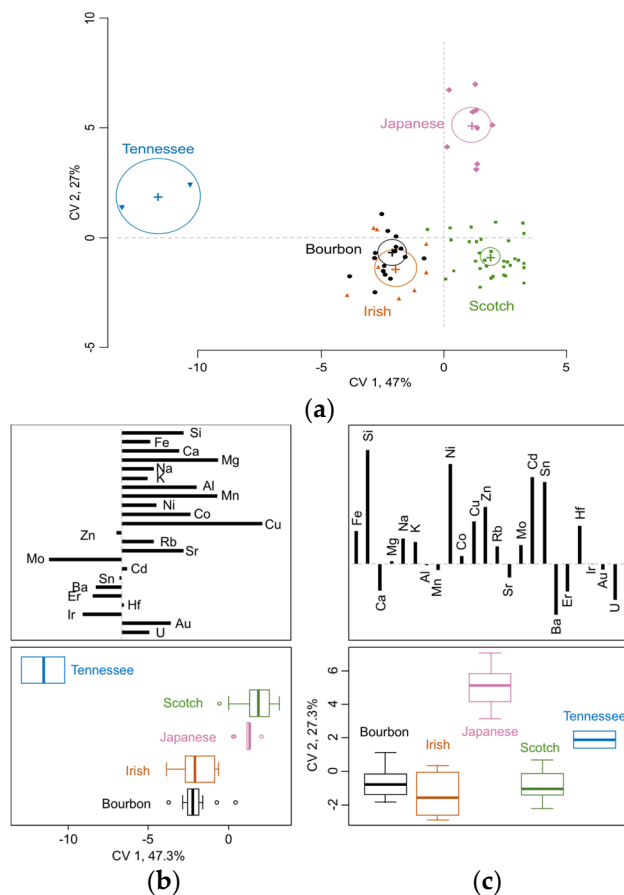 10
Japanese
5
Tennessee
CV 2, 27%
0
Bourbon
Irish
Scotch
-5
-10
-5
0
5
CV 1, 47%
(a)
Si
Fe
Ca
Mg
Na
K
Al
Mn
Ni
Co
Cu
Zn
Rb
Sr
Mo
Cd
Sn
Ba
Er
Hf
Ir
Au
U
Tennessee
Scotch
Japanese
Irish
Bourbon
-10
-5
0
CV 1, 47.3%
(b)
Fe
Si
Ca
Mg
Na
K
Al
Mn
Ni
Co
Cu
Zn
Rb
Sr
Mo
Cd
Sn
Ba
Er
Hf
Ir
Au
U
CV 2, 27.3%
6
4
2
0
-2
Bourbon
Irish
Japanese
Scotch
Tennessee
(c)